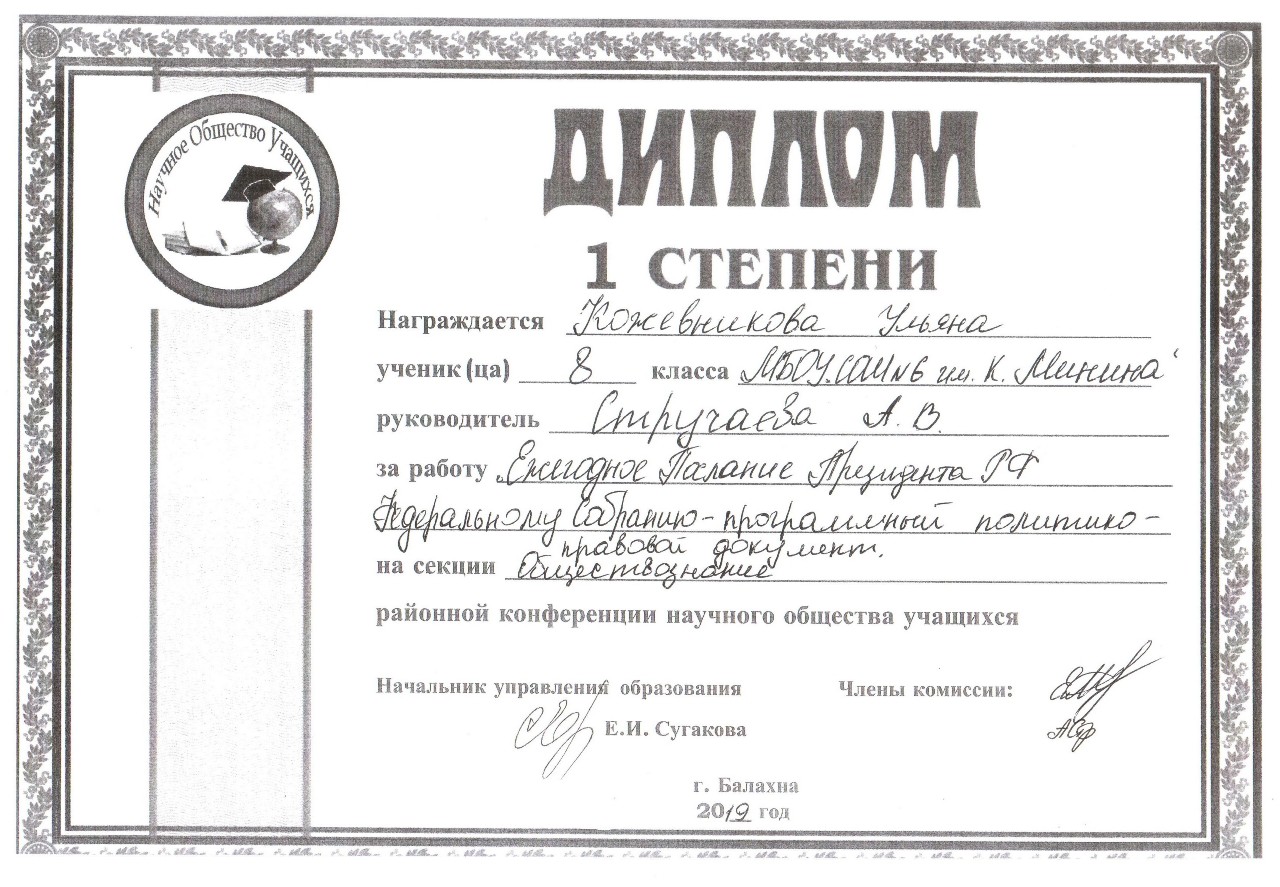 Научное Общество Учащихся
ДИПЛОМ
1 СТЕПЕНИ
Награждается Кожевникова Ульяна
ученик(ца) 8 класса МБОУ "СОШ №6 им. К. Минина"
руководитель Стручаева А. В.
за работу „Ежегодное Послание Президента РФ
Федеральному Собранию - программный политико-
правовой документ.
на секции Обществознание
районной конференции научного общества учащихся
Начальник управления образования Члены комиссии:
Е.И. Сугакова
г. Балахна
2019 год